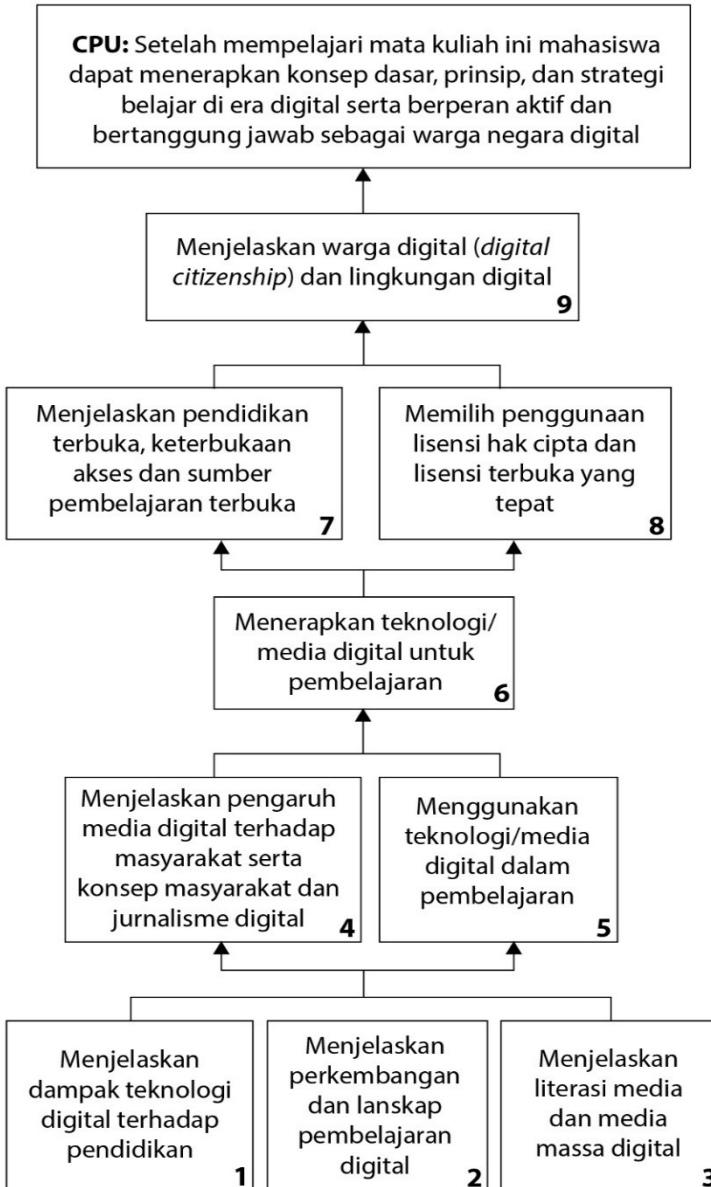 CPU: Setelah mempelajari mata kuliah ini mahasiswa
dapat menerapkan konsep dasar, prinsip, dan strategi
belajar di era digital serta berperan aktif dan
bertanggung jawab sebagai warga negara digital
Menjelaskan warga digital (digital
citizenship) dan lingkungan digital
9
Menjelaskan pendidikan
terbuka, keterbukaan
akses dan sumber
pembelajaran terbuka
7
Memilih penggunaan
lisensi hak cipta dan
lisensi terbuka yang
tepat
8
Menerapkan teknologi/
media digital untuk
pembelajaran
6
Menjelaskan pengaruh
media digital terhadap
masyarakat serta
konsep masyarakat dan
jurnalisme digital
4
Menggunakan
teknologi/media
digital dalam
pembelajaran
5
Menjelaskan
dampak teknologi
digital terhadap
pendidikan
1
Menjelaskan
perkembangan
dan lanskap
pembelajaran
digital
2
Menjelaskan
literasi media
dan media
massa digital
3